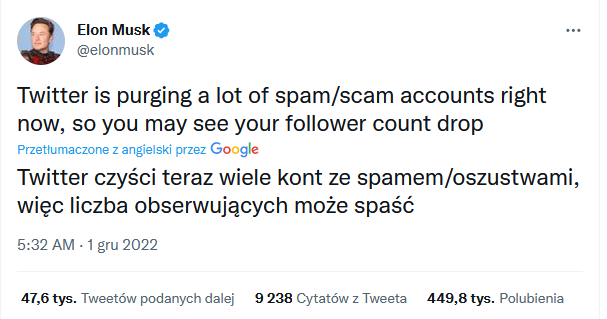 Elon Musk
@elonmusk
Twitter is purging a lot of spam/scam accounts right
now, so you may see your follower count drop
Przetłumaczone z angielski przez Google
Twitter czyści teraz wiele kont ze spamem/oszustwami,
więc liczba obserwujących może spaść
5:32 AM · 1 gru 2022
47,6 tys. Tweetów podanych dalej 9 238 Cytatów z Tweeta 449,8 tys. Polubienia